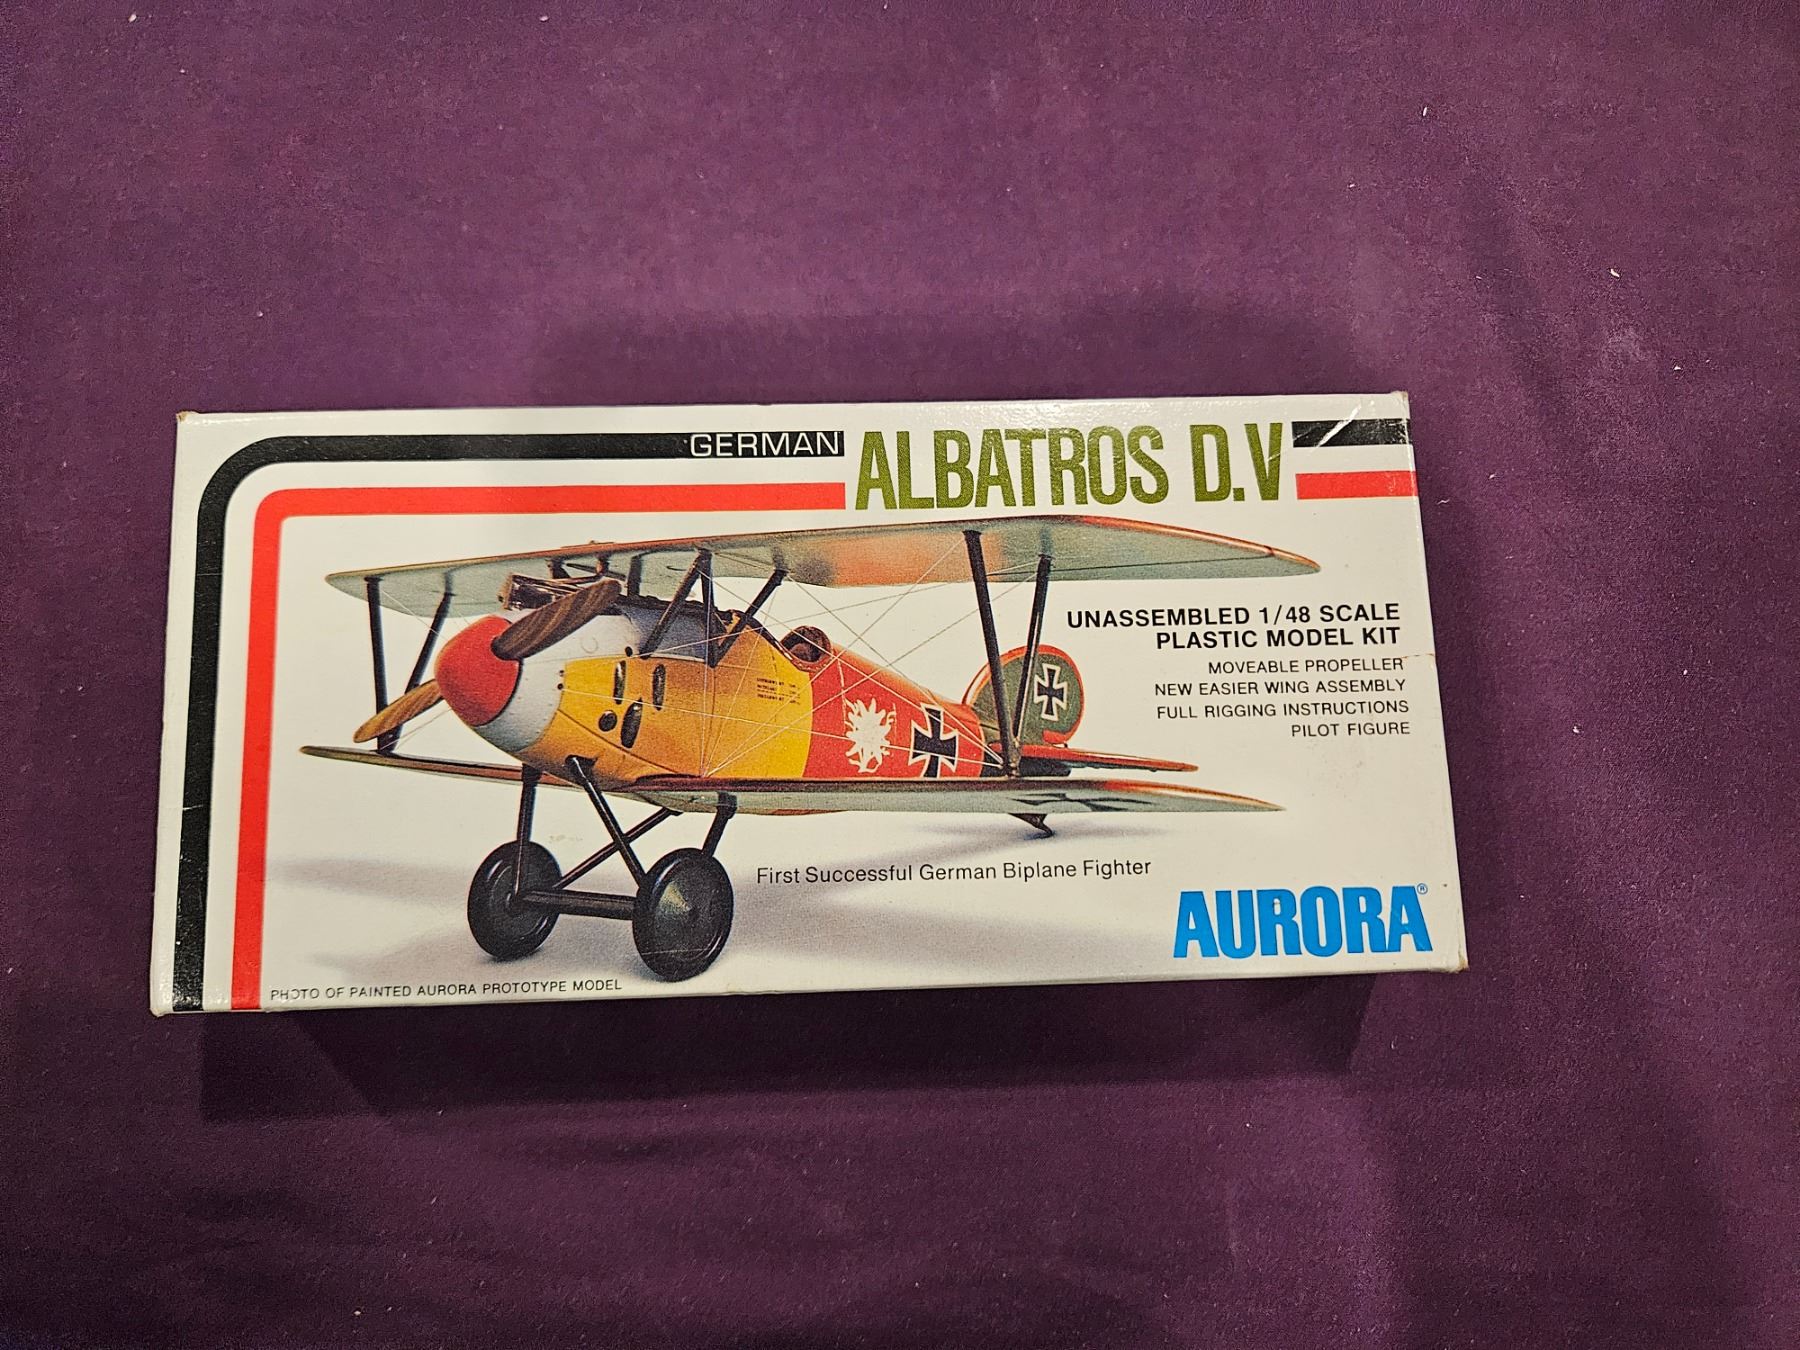 GERMAN
ALBATROS D.V
UNASSEMBLED 1/48 SCALE
PLASTIC MODEL KIT
MOVEABLE PROPELLER
NEW EASIER WING ASSEMBLY
FULL RIGGING INSTRUCTIONS
PILOT FIGURE
First Successful German Biplane Fighter
AURORA®
PHOTO OF PAINTED AURORA PROTOTYPE MODEL